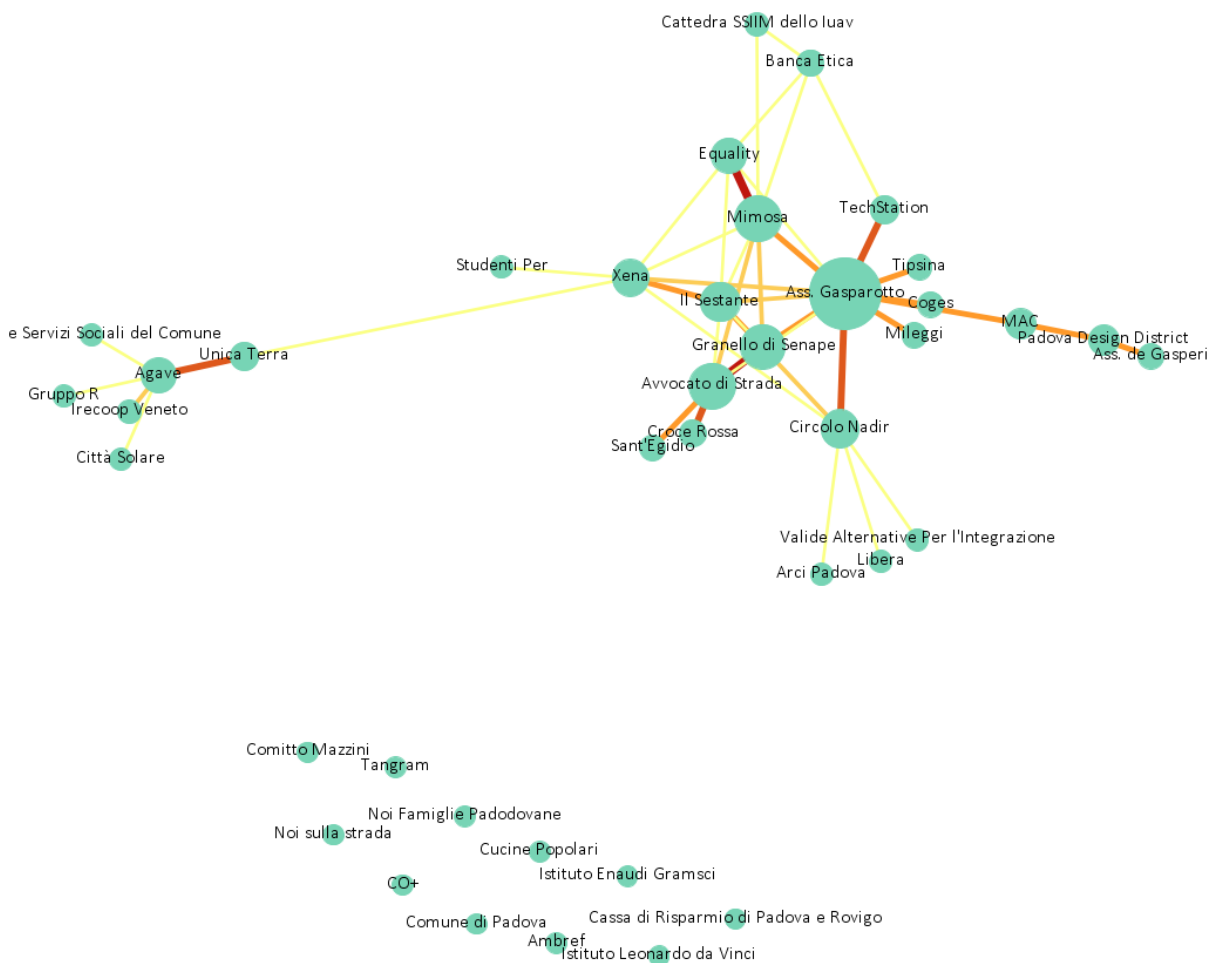 Cattedra SSIIM dello Iuav
Banca Etica
Equality
TechStation
Mimosa
Studenti Per
Xena
Tipsina
Il Sestante
Ass. Gasparotto
Coges
MAC
e Servizi Sociali del Comune
Unica Terra
Granello di Senape
Mileggi
Padova Design District
Ass. de Gasperi
Agave
Avvocato di Strada
Gruppo R
Irecoop Veneto
Circolo Nadir
Croce Rossa
Sant'Egidio
Città Solare
Valide Alternative Per l'Integrazione
Libera
Arci Padova
Comitto Mazzini
Tangram
Noi Famiglie Padodovane
Noi sulla strada
Cucine Popolari
Istituto Enaudi Gramsci
CO+
Comune di Padova
Cassa di Risparmio di Padova e Rovigo
Ambref
Istituto Leonardo da Vinci